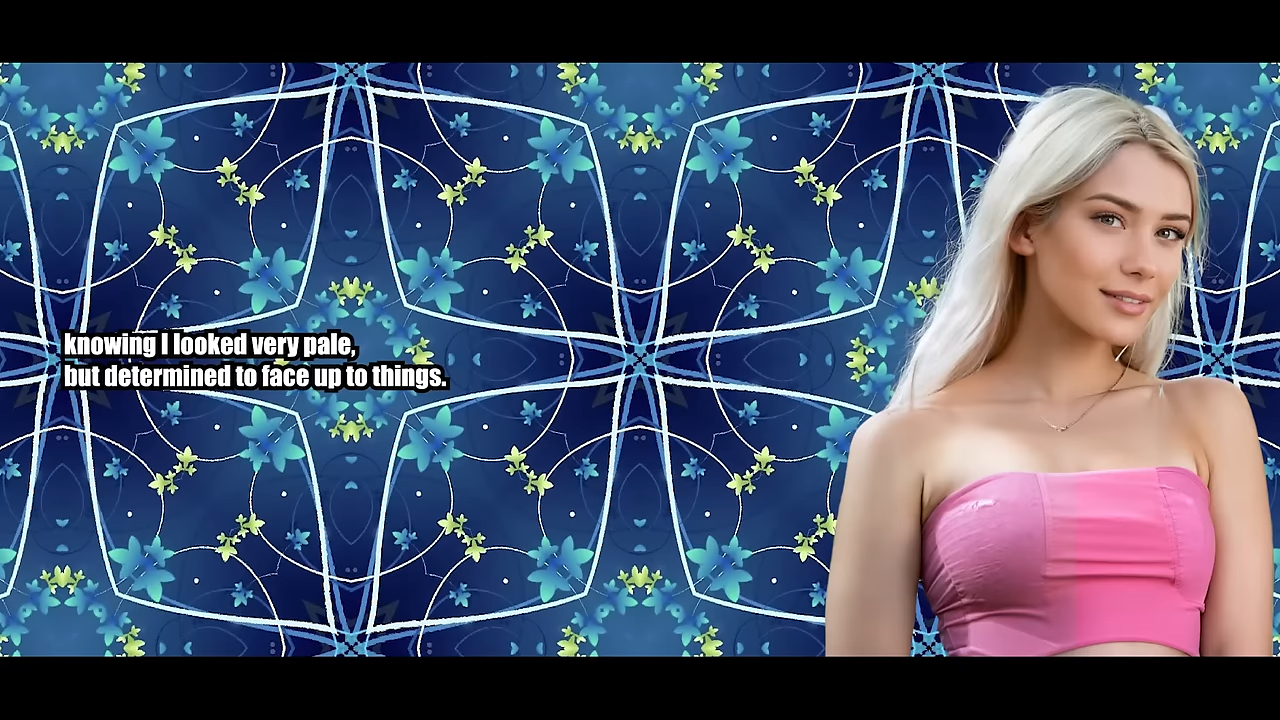 knowing I looked very pale,
but determined to face up to things.